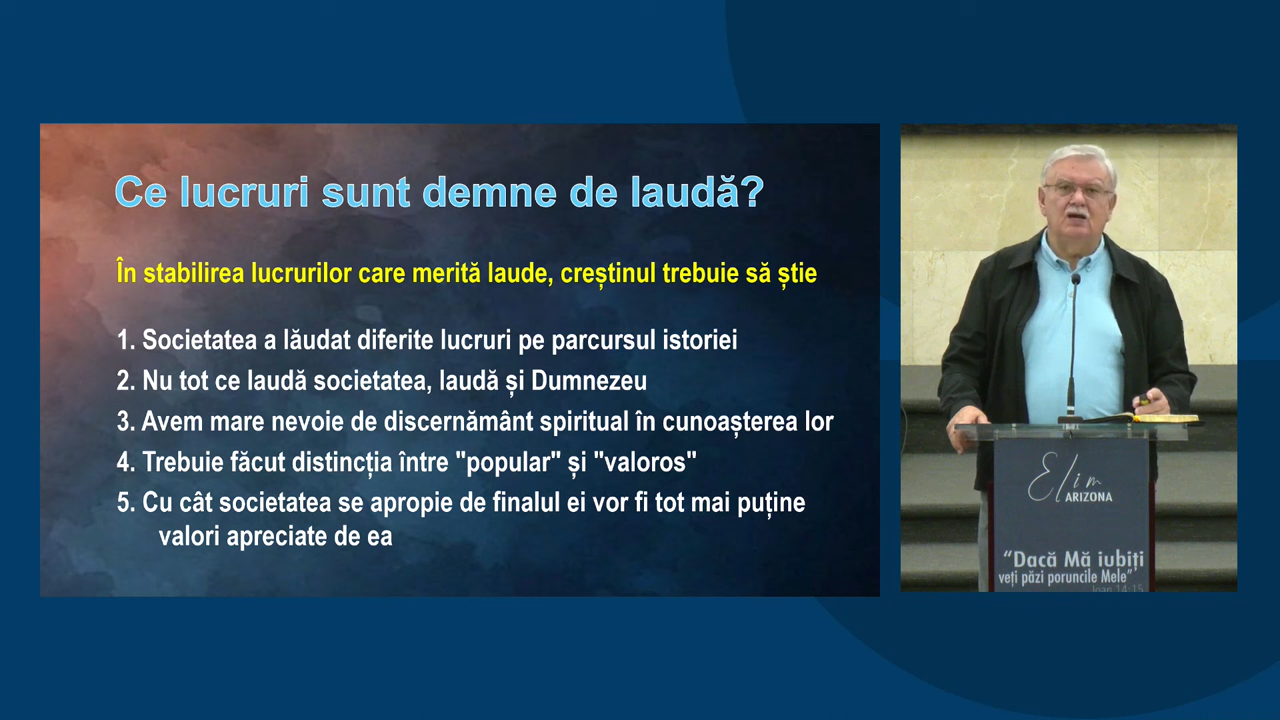 Ce lucruri sunt demne de laudă?
În stabilirea lucrurilor care merită laude, creștinul trebuie să știe
1. Societatea a lăudat diferite lucruri pe parcursul istoriei
2. Nu tot ce laudă societatea, laudă și Dumnezeu
3. Avem mare nevoie de discernământ spiritual în cunoașterea lor
4. Trebuie făcut distincția între "popular" și "valoros"
5. Cu cât societatea se apropie de finalul ei vor fi tot mai puține
valori apreciate de ea
Elim
ARIZONA
“Dacă Mă iubiți
veți păzi poruncile Mele”
Ioan 14:15